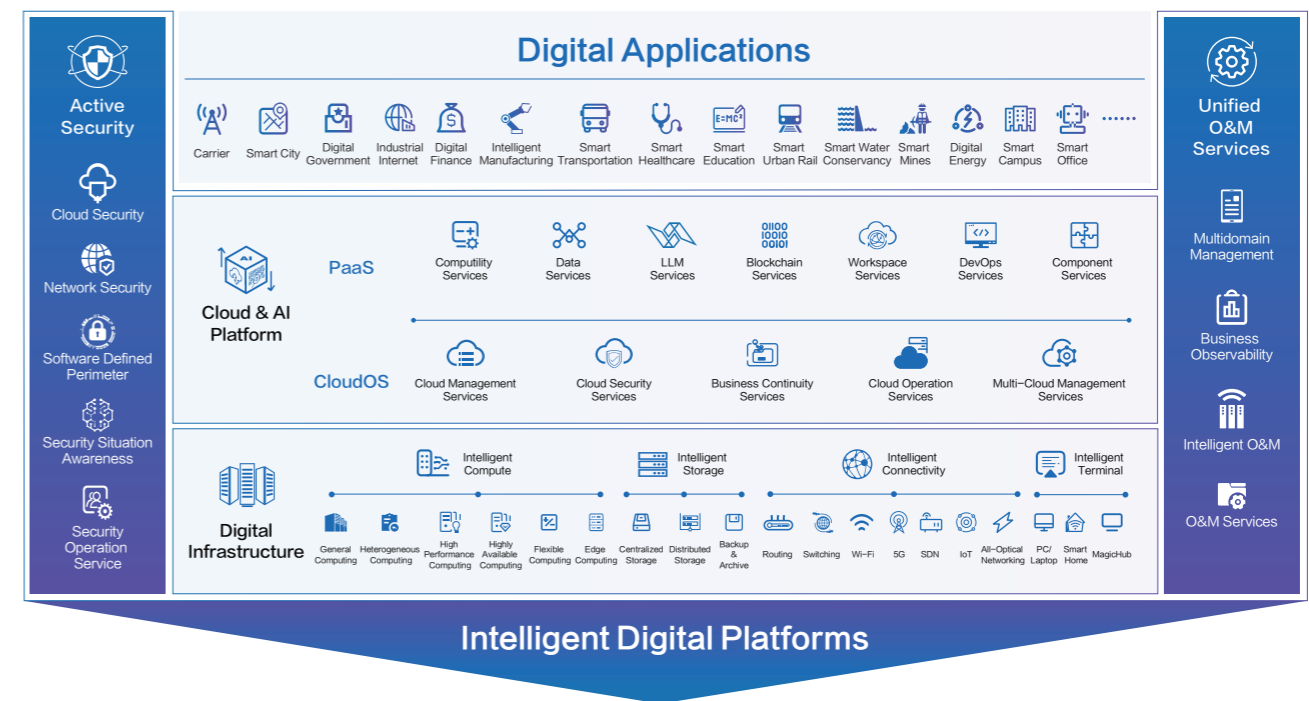 Active
Security
Cloud Security
Network Security
Software Defined
Perimeter
Security Situation
Awareness
Security
Operation
Service
Digital Applications
Carrier
Smart City
Digital
Government
Industrial
Internet
Digital
Finance
Intelligent
Manufacturing
Smart
Transportation
Smart
Healthcare
E=MC²
Smart
Education
Smart
Urban Rail
Smart Water
Conservancy
Smart
Mines
Digital
Energy
Smart
Campus
Smart
Office
......
AI
Cloud & AI
Platform
PaaS
Computility
Services
Data
Services
LLM
Services
01100
10010
00101
Blockchain
Services
Workspace
Services
</>
DevOps
Services
Component
Services
CloudOS
Cloud Management
Services
Cloud Security
Services
Business Continuity
Services
Cloud Operation
Services
Multi-Cloud Management
Services
Digital
Infrastructure
Intelligent
Compute
General
Computing
Heterogeneous
Computing
High
Performance
Computing
Highly
Available
Computing
Flexible
Computing
Edge
Computing
Intelligent
Storage
Centralized
Storage
Distributed
Storage
Backup
&
Archive
Intelligent
Connectivity
Routing
Switching
Wi-Fi
5G
SDN
IoT
All-Optical
Networking
Intelligent
Terminal
PC/
Laptop
Smart
Home
MagicHub
Unified
O&M
Services
Multidomain
Management
Business
Observability
Intelligent O&M
O&M Services
Intelligent Digital Platforms